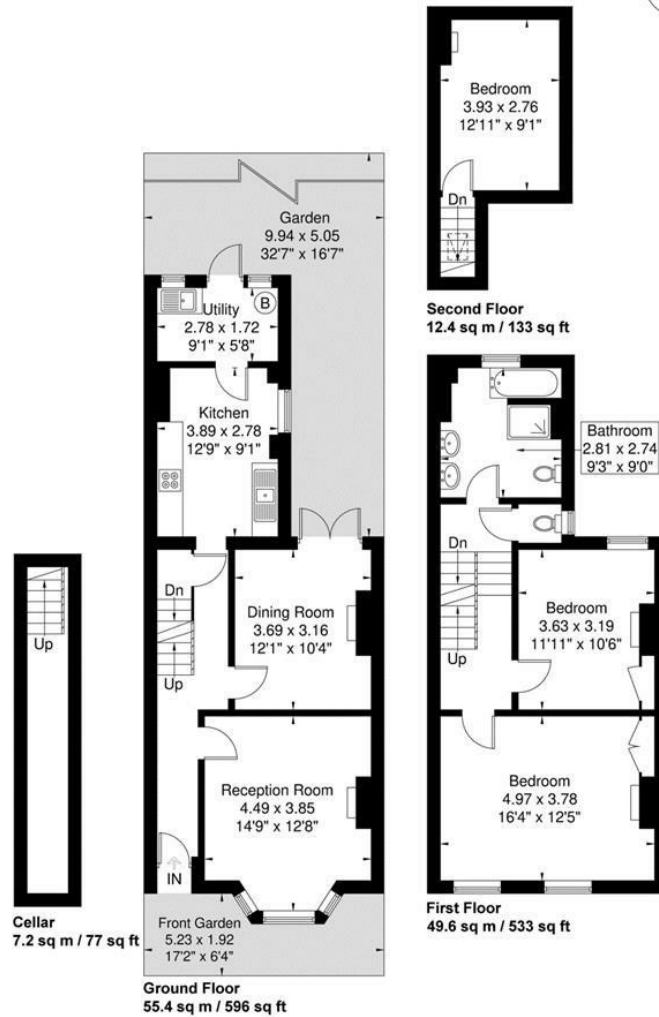 Bedroom
3.93 x 2.76
12'11" x 9'1"
Dn
Second Floor
12.4 sq m / 133 sq ft
Garden
9.94 x 5.05
32'7" x 16'7"
Utility
2.78 x 1.72
9'1" x 5'8"
B
Kitchen
3.89 x 2.78
12'9" x 9'1"
Dn
Up
Dining Room
3.69 x 3.16
12'1" x 10'4"
Reception Room
4.49 x 3.85
14'9" x 12'8"
IN
Front Garden
5.23 x 1.92
17'2" x 6'4"
Ground Floor
55.4 sq m / 596 sq ft
Up
Cellar
7.2 sq m / 77 sq ft
Bathroom
2.81 x 2.74
9'3" x 9'0"
Dn
Up
Bedroom
3.63 x 3.19
11'11" x 10'6"
Bedroom
4.97 x 3.78
16'4" x 12'5"
First Floor
49.6 sq m / 533 sq ft